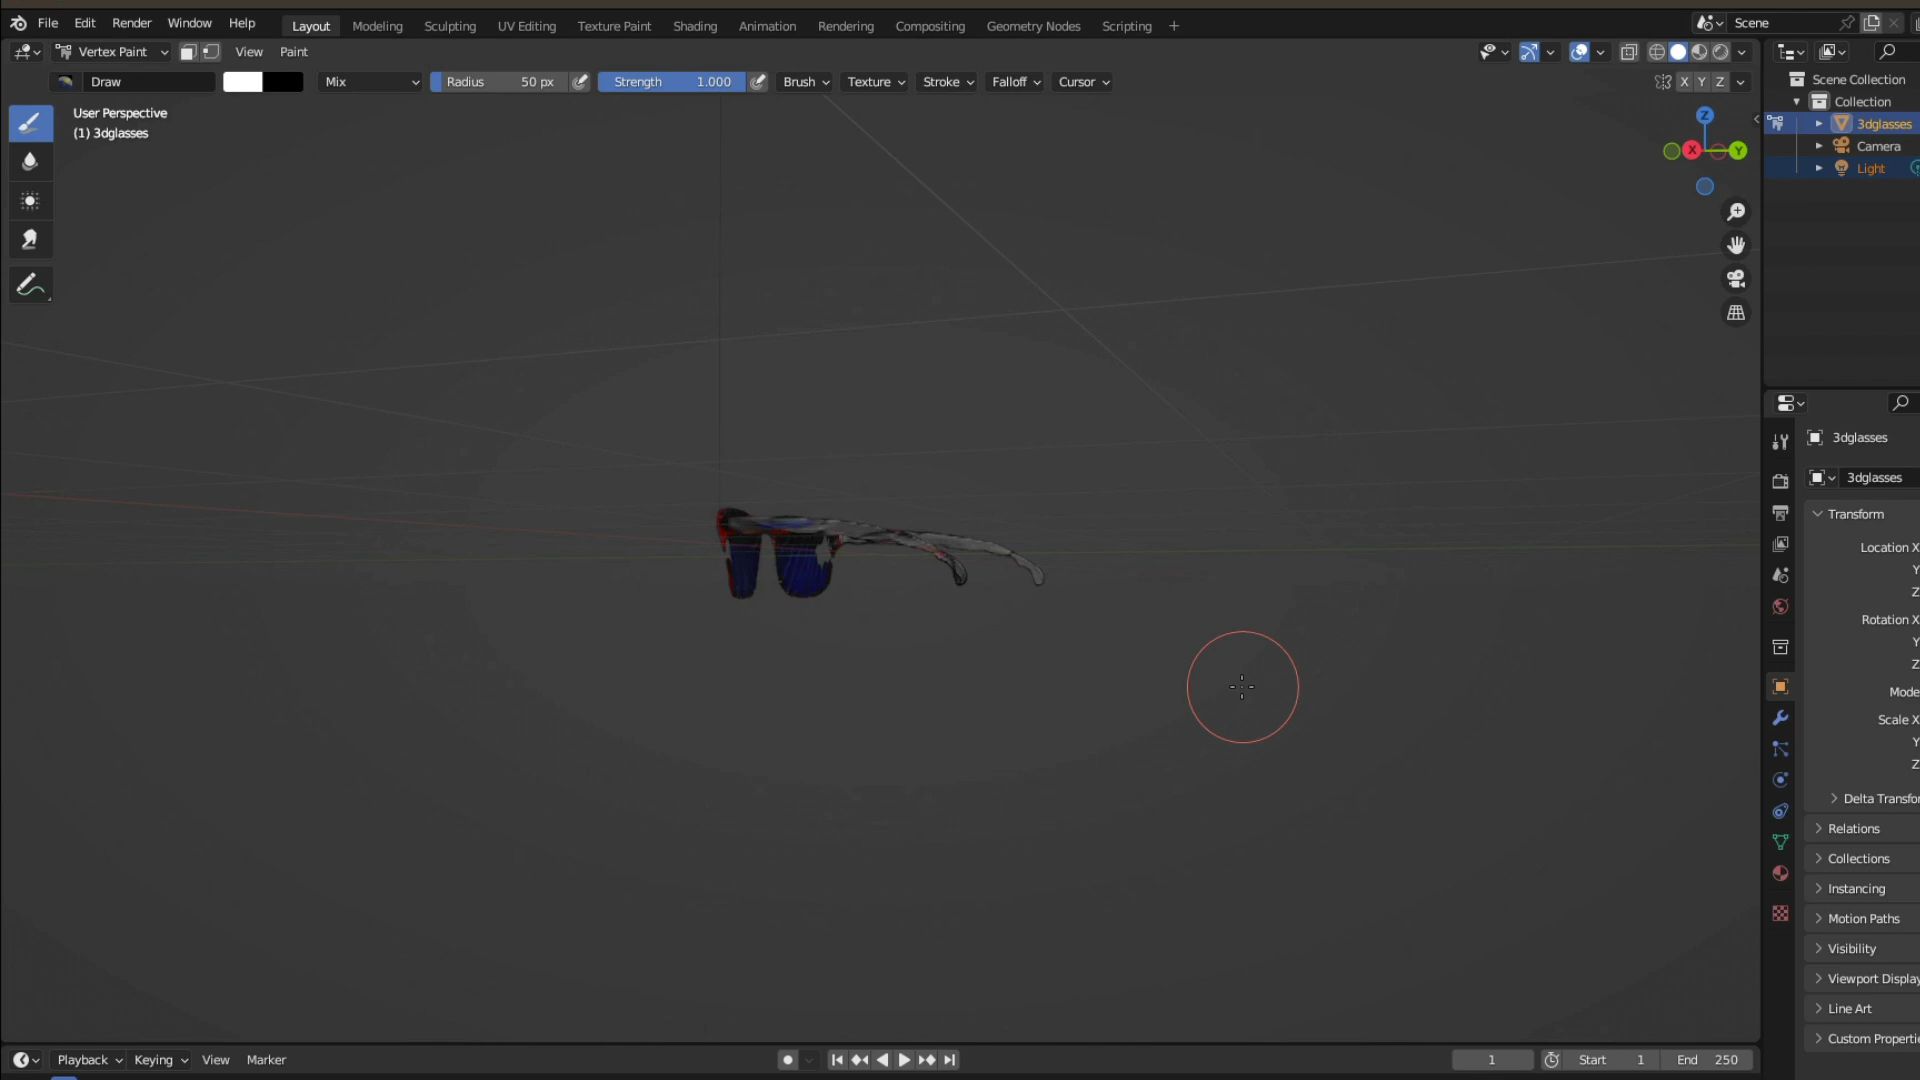 File Edit Render Window Help Layout Modeling Sculpting UV Editing Texture Paint Shading Animation Rendering Compositing Geometry Nodes Scripting + Scene
Vertex Paint View Paint
Draw Mix Radius 50 px Strength 1.000 Brush Texture Stroke Falloff Cursor X Y Z
User Perspective
(1) 3dglasses
Z
X Y
Scene Collection
Collection
3dglasses
Camera
Light
3dglasses
3dglasses
Transform
Location X
Y
Z
Rotation X
Y
Z
Mode
Scale X
Y
Z
Delta Transfo
Relations
Collections
Instancing
Motion Paths
Visibility
Viewport Display
Line Art
Custom Properti
Playback Keying View Marker 1 Start 1 End 250